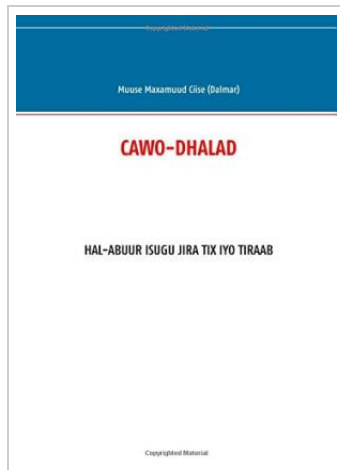 Copyrighted Material
Muuse Maxamuud Ciise (Dalmar)
CAWO-DHALAD
HAL-ABUUR ISUGU JIRA TIX IYO TIRAAB
Copyrighted Material